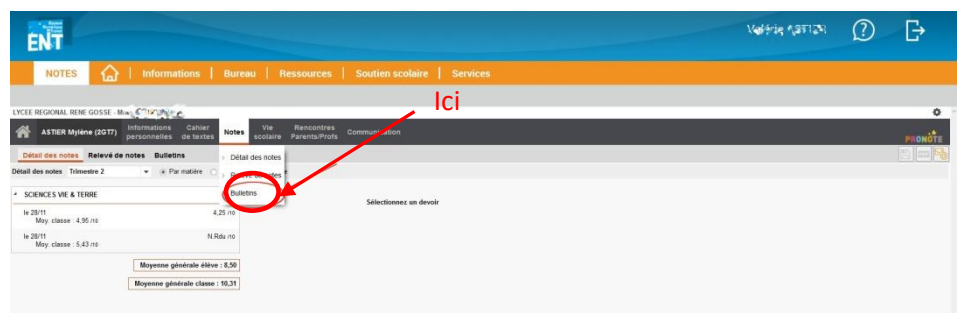 ENT
NOTES | Informations | Bureau | Ressources | Soutien scolaire | Services
Ici
LYCEE REGIONAL RENE GOSSE -
ASTIER Mylène (2GT7) Informations personnelles Cahier de textes Notes Vie scolaire Rencontres Parents/Profs Communication
PRONOTE
Détail des notes Relevé de notes Bulletins
Détail des notes
Détail des notes Trimestre 2 Par matière
Bulletins
Sélectionnez un devoir
SCIENCES VIE & TERRE
le 28/11 4,25 /10
Moy. classe : 4,95 /10
le 28/11 N.Rdu /10
Moy. classe : 5,43 /10
Moyenne générale élève : 8,50
Moyenne générale classe : 10,31